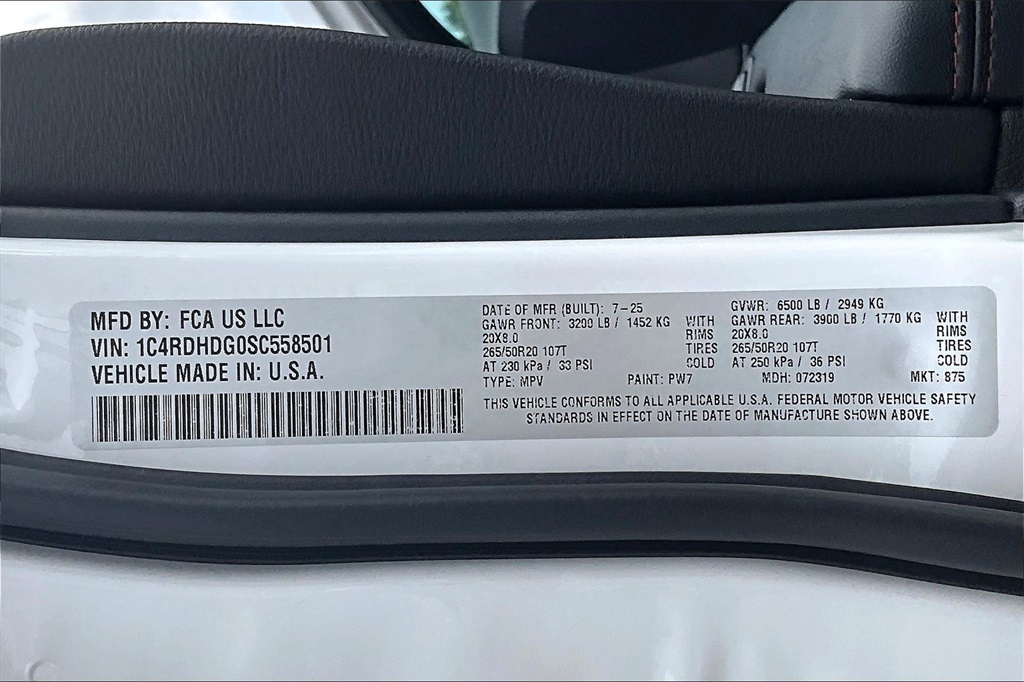 MFD BY: FCA US LLC
VIN: 1C4RDHDG0SC558501
VEHICLE MADE IN: U.S.A.
DATE OF MFR (BUILT): 7-25
GAWR FRONT: 3200 LB / 1452 KG WITH
20X8.0 RIMS
265/50R20 107T TIRES
AT 230 kPa / 33 PSI COLD
TYPE: MPV PAINT: PW7
GVWR: 6500 LB / 2949 KG
GAWR REAR: 3900 LB / 1770 KG WITH
20X8.0 RIMS
265/50R20 107T TIRES
AT 250 kPa / 36 PSI COLD
MDH: 072319 MKT: 875
THIS VEHICLE CONFORMS TO ALL APPLICABLE U.S.A. FEDERAL MOTOR VEHICLE SAFETY
STANDARDS IN EFFECT ON THE DATE OF MANUFACTURE SHOWN ABOVE.